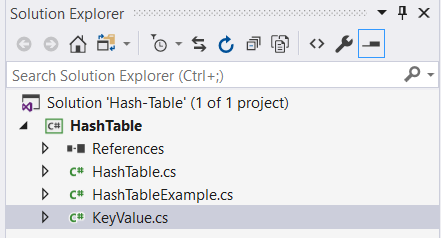 Solution Explorer
Search Solution Explorer (Ctrl+;)
Solution 'Hash-Table' (1 of 1 project)
C# HashTable
References
C# HashTable.cs
C# HashTableExample.cs
C# KeyValue.cs